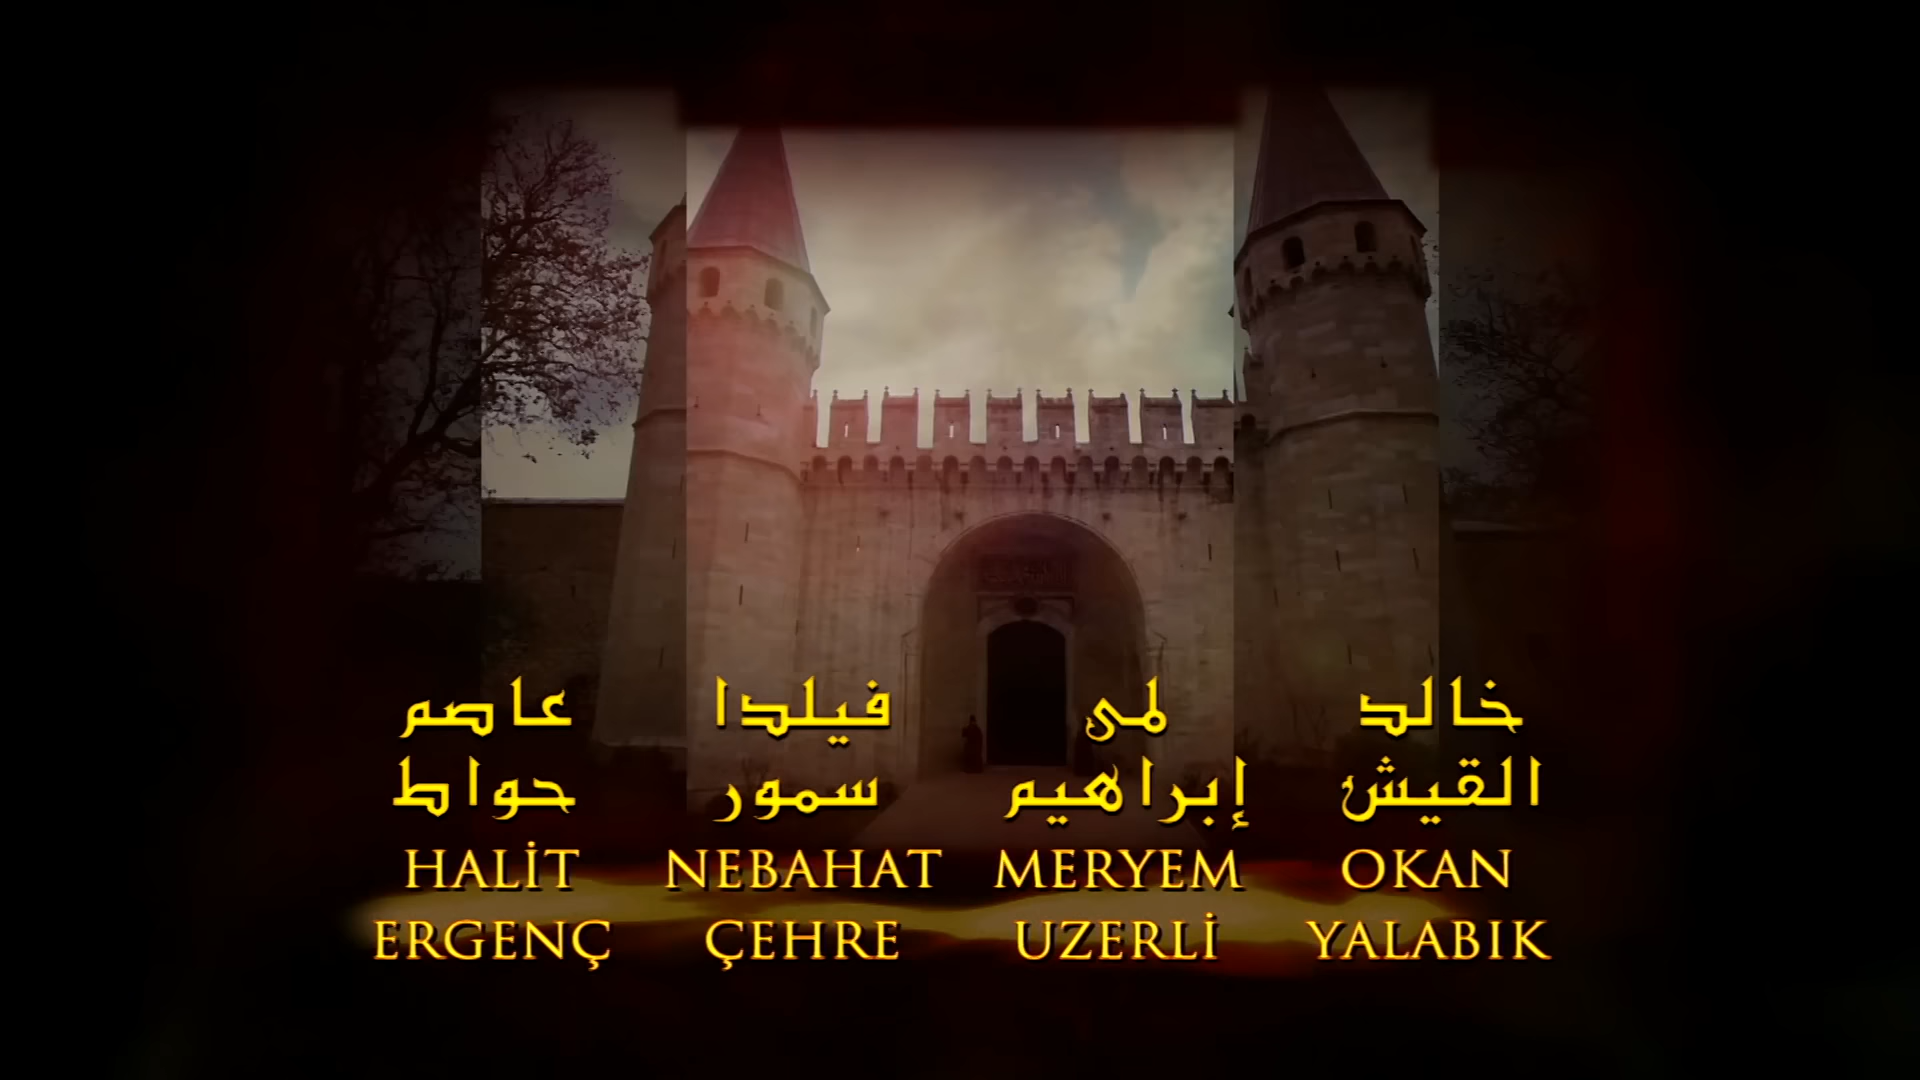 عاصم فيلدا لمى خالد
حواط سمور إبراهيم القيش
HALİT NEBAHAT MERYEM OKAN
ERGENÇ ÇEHRE UZERLİ YALABIK